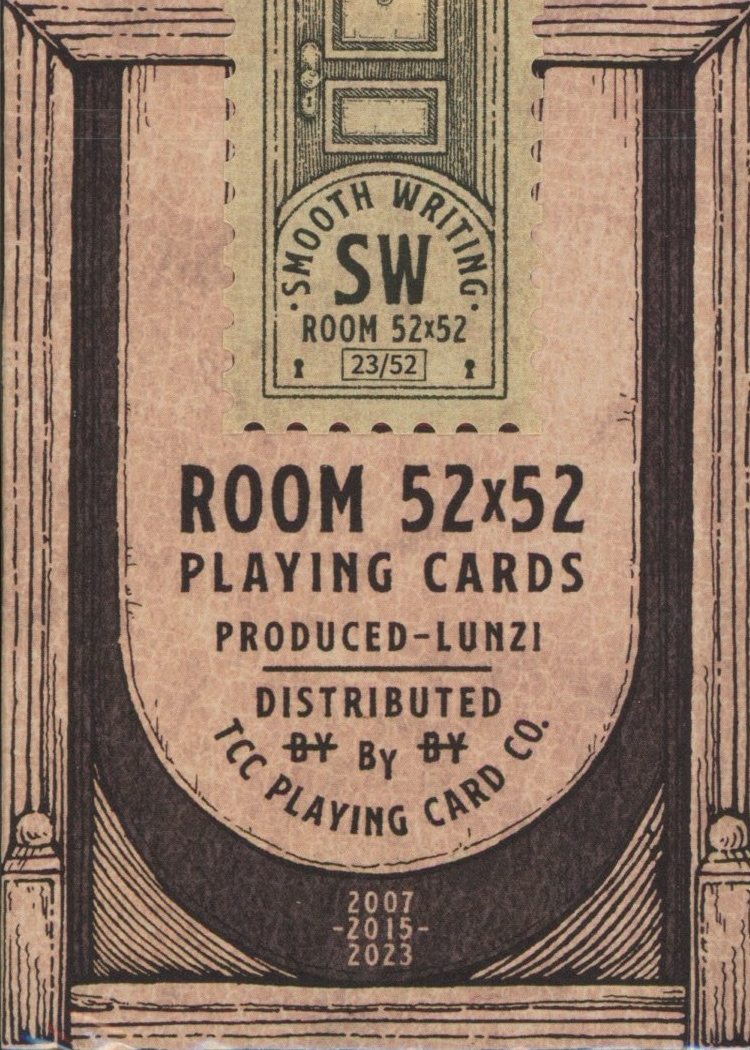 ·SMOOTH WRITING·
SW
ROOM 52x52
23/52
ROOM 52x52
PLAYING CARDS
PRODUCED-LUNZI
DISTRIBUTED
BY By BY
TCC PLAYING CARD CO.
2007
-2015-
2023